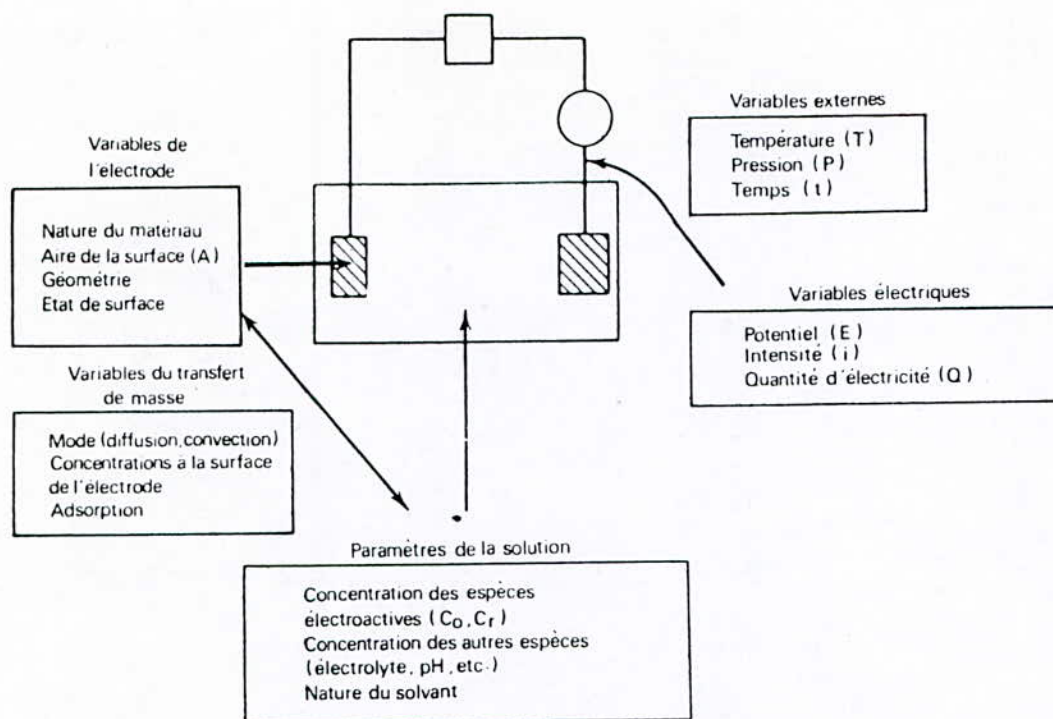 Variables externes
Température (T)
Pression (P)
Temps (t)
Variables de
l'électrode
Nature du matériau
Aire de la surface (A)
Géométrie
Etat de surface
Variables électriques
Potentiel (E)
Intensité (i)
Quantité d'électricité (Q)
Variables du transfert
de masse
Mode (diffusion, convection)
Concentrations à la surface
de l'électrode
Adsorption
Paramètres de la solution
Concentration des espèces
électroactives (Co, Cr)
Concentration des autres espèces
(électrolyte, pH, etc.)
Nature du solvant